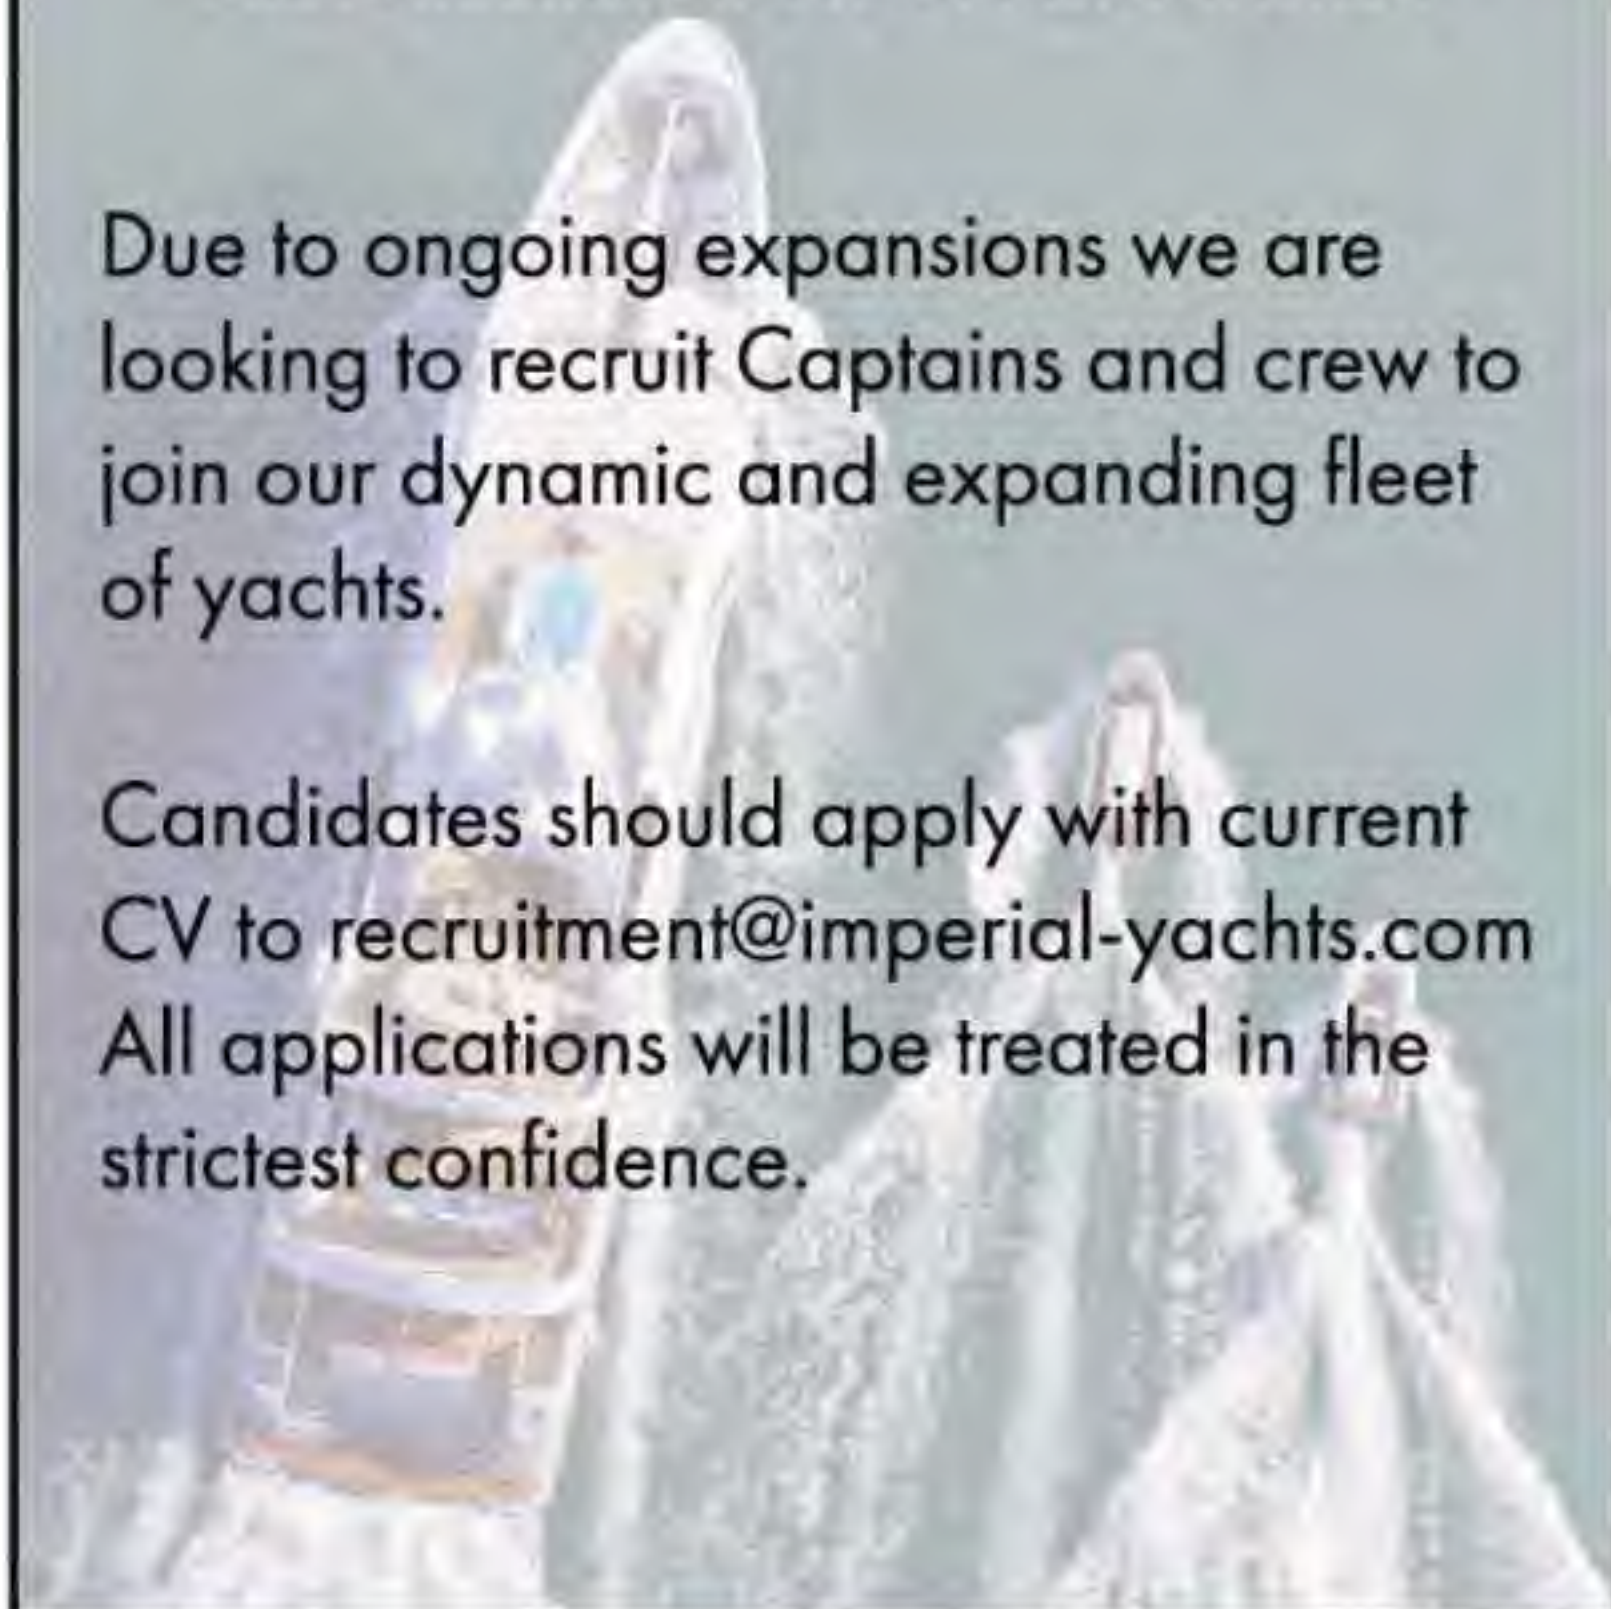 Due to ongoing expansions we are
looking to recruit Captains and crew to
join our dynamic and expanding fleet
of yachts.
Candidates should apply with current
CV to recruitment@imperial-yachts.com
All applications will be treated in the
strictest confidence.